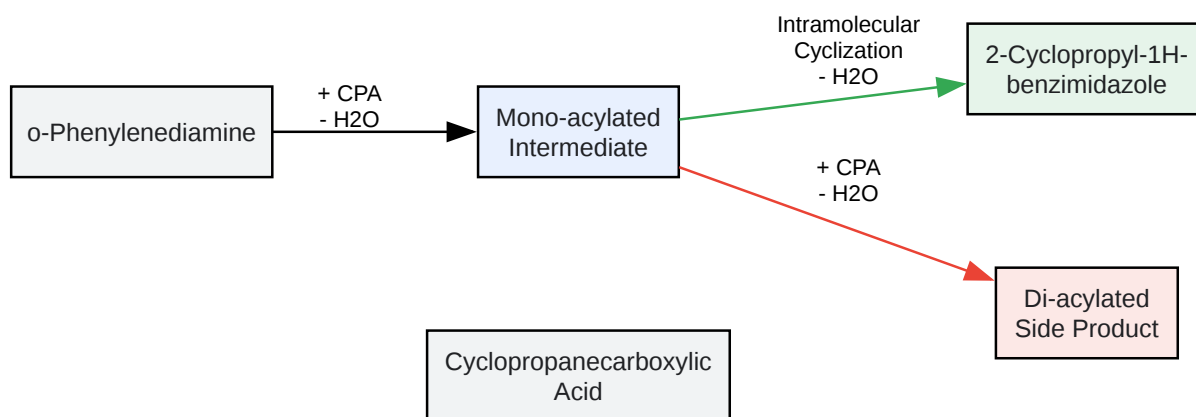 o-Phenylenediamine
+ CPA
- H2O
Mono-acylated
Intermediate
Intramolecular
Cyclization
- H2O
2-Cyclopropyl-1H-
benzimidazole
+ CPA
- H2O
Di-acylated
Side Product
Cyclopropanecarboxylic
Acid